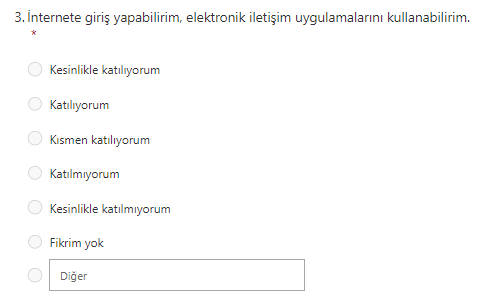 3. İnternete giriş yapabilirim, elektronik iletişim uygulamalarını kullanabilirim.
*
Kesinlikle katılıyorum
Katılıyorum
Kısmen katılıyorum
Katılmıyorum
Kesinlikle katılmıyorum
Fikrim yok
Diğer